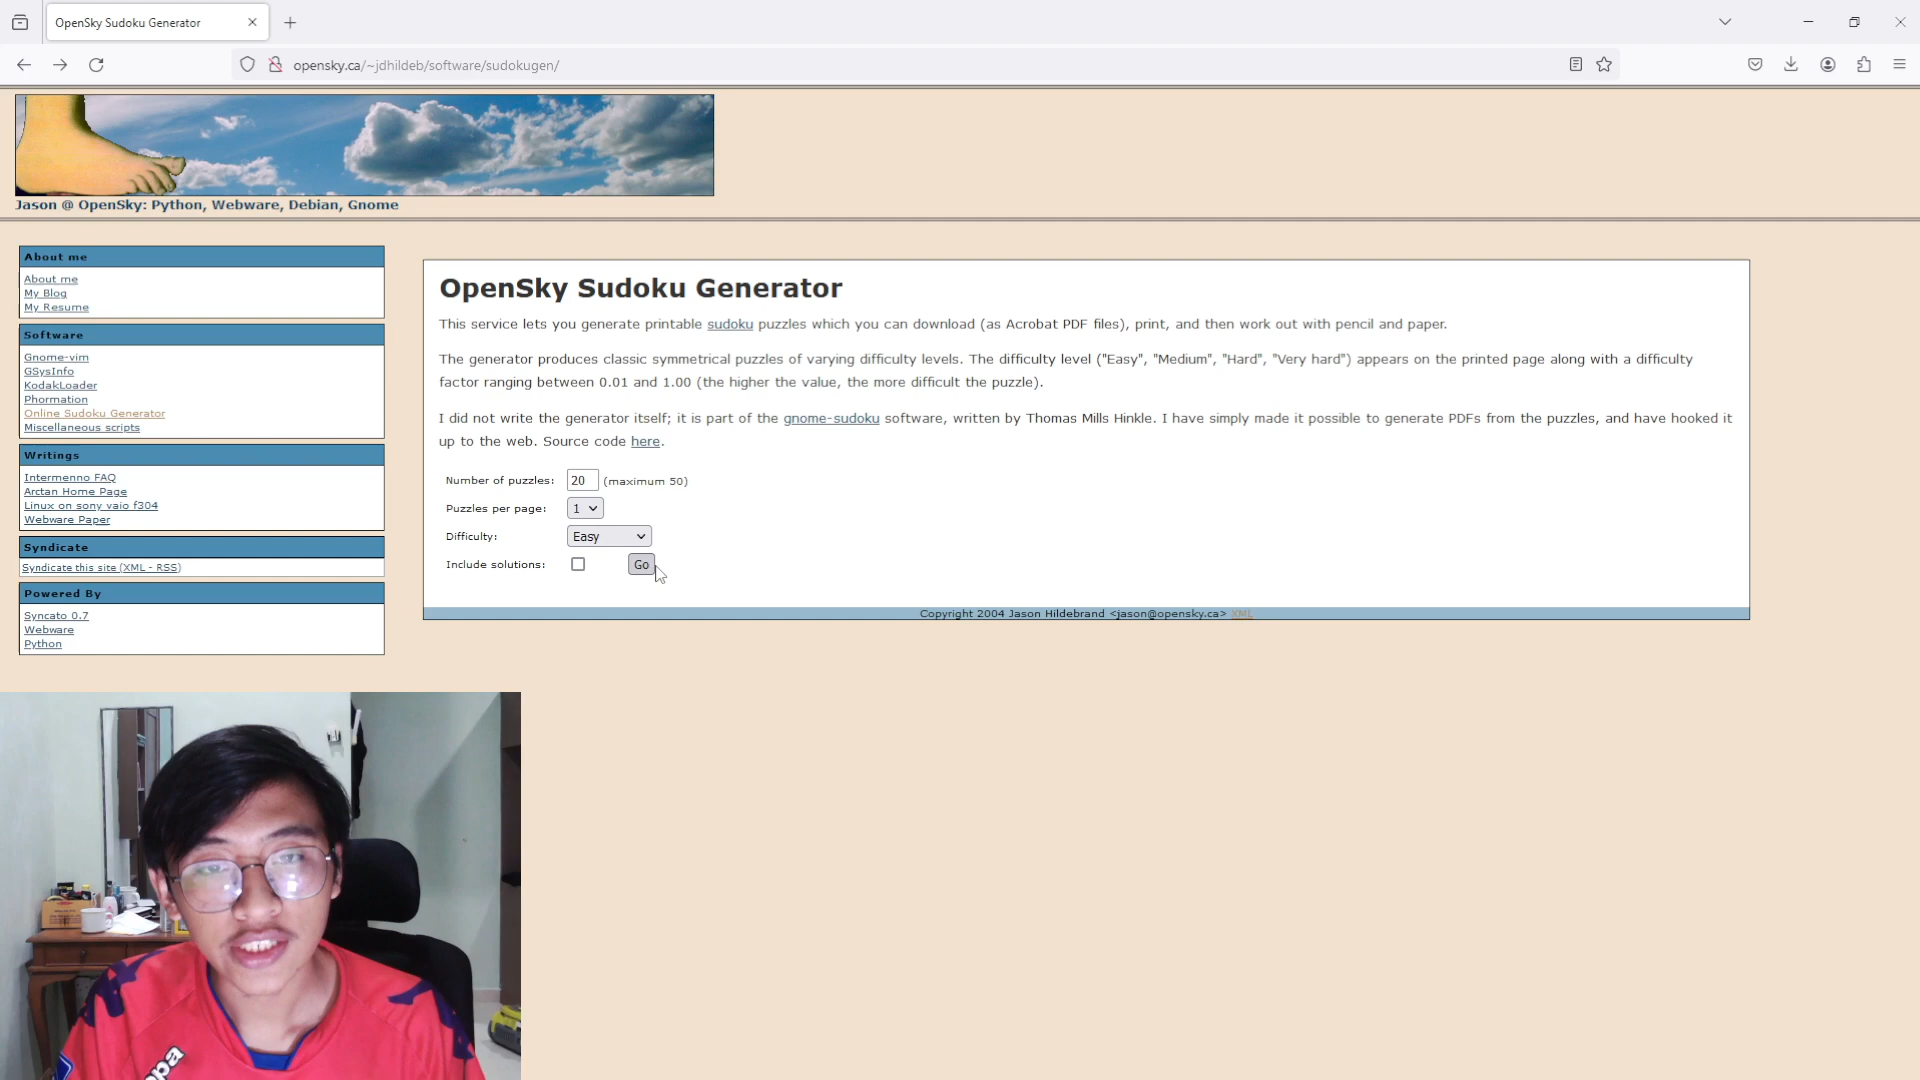 OpenSky Sudoku Generator
opensky.ca/~jdhildeb/software/sudokugen/
Jason @ OpenSky: Python, Webware, Debian, Gnome
About me
About me
My Blog
My Resume
Software
Gnome-vim
GSysInfo
KodakLoader
Phormation
Online Sudoku Generator
Miscellaneous scripts
Writings
Intermenno FAQ
Arctan Home Page
Linux on sony vaio f304
Webware Paper
Syndicate
Syndicate this site (XML - RSS)
Powered By
Syncato 0.7
Webware
Python
OpenSky Sudoku Generator
This service lets you generate printable sudoku puzzles which you can download (as Acrobat PDF files), print, and then work out with pencil and paper.
The generator produces classic symmetrical puzzles of varying difficulty levels. The difficulty level ("Easy", "Medium", "Hard", "Very hard") appears on the printed page along with a difficulty
factor ranging between 0.01 and 1.00 (the higher the value, the more difficult the puzzle).
I did not write the generator itself; it is part of the gnome-sudoku software, written by Thomas Mills Hinkle. I have simply made it possible to generate PDFs from the puzzles, and have hooked it
up to the web. Source code here.
Number of puzzles: 20 (maximum 50)
Puzzles per page: 1
Difficulty: Easy
Include solutions: Go
Copyright 2004 Jason Hildebrand <jason@opensky.ca> XML